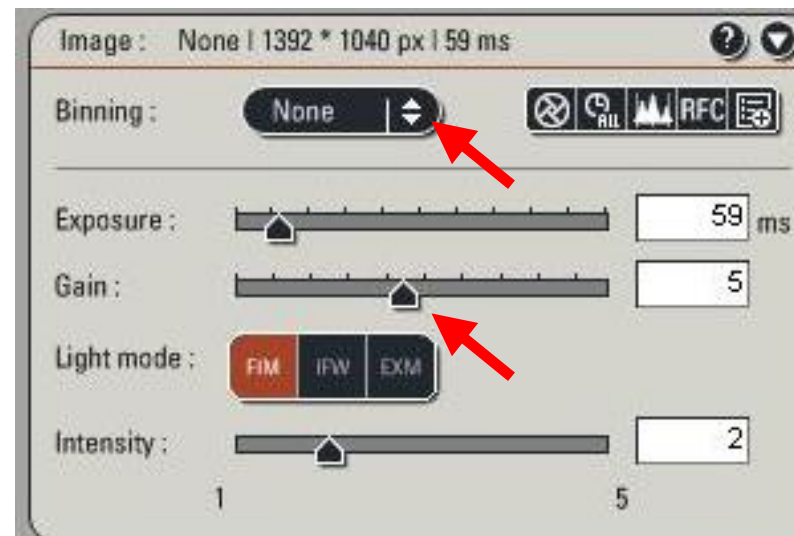 Image : None | 1392 * 1040 px | 59 ms ?
Binning : None ALL RFC
Exposure : 59 ms
Gain : 5
Light mode : FIM IFW EXM
Intensity : 2
1 5